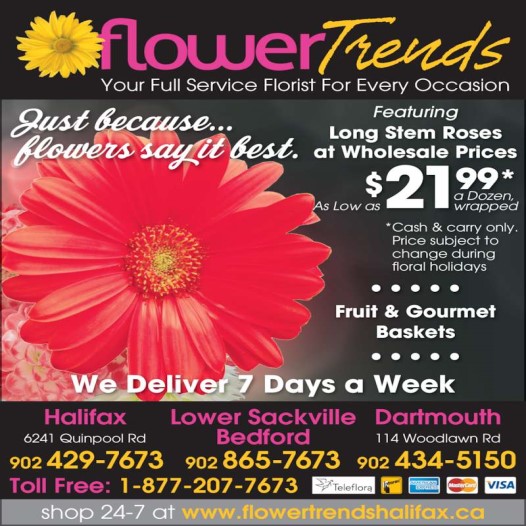 flowerTrends
Your Full Service Florist For Every Occasion
Just because...
flowers say it best.
Featuring
Long Stem Roses
at Wholesale Prices
As Low as $21.99* a Dozen, wrapped
*Cash & carry only.
Price subject to
change during
floral holidays
Fruit & Gourmet
Baskets
We Deliver 7 Days a Week
Halifax
6241 Quinpool Rd
902 429-7673
Lower Sackville
Bedford
902 865-7673
Dartmouth
114 Woodlawn Rd
902 434-5150
Toll Free: 1-877-207-7673
Teleflora MasterCard VISA
shop 24-7 at www.flowertrendshalifax.ca